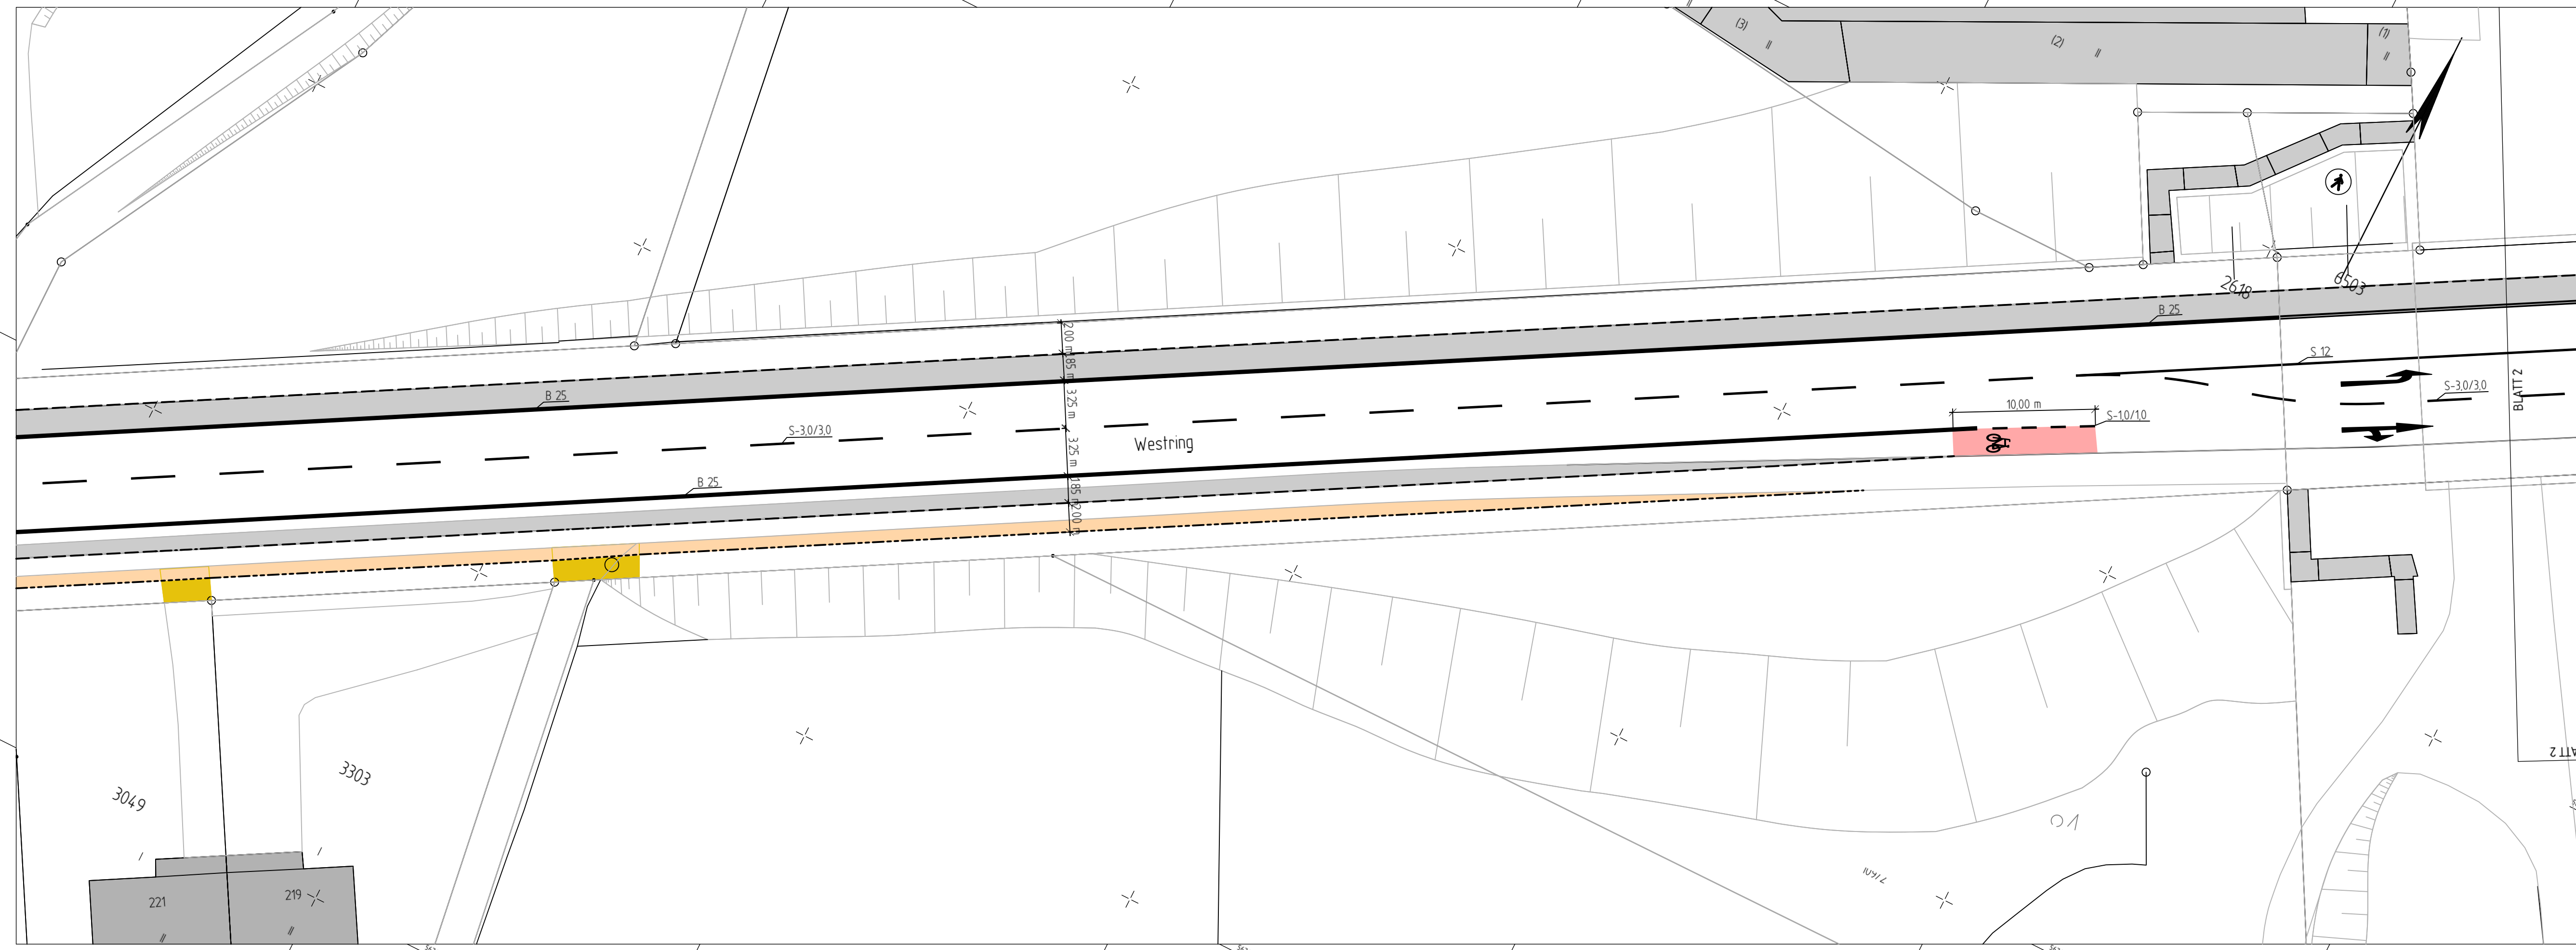 (3)
(2)
(1)
//
//
//
2618
6503
B 25
S 12
B 25
S-3,0/3,0
BLATT 2
10,00 m
S-1,0/1,0
S-3,0/3,0
Westring
B 25
2,00 m
1,85 m
3,25 m
3,25 m
1,85 m
2,00 m
BLATT 2
3303
3049
221
219
//
//